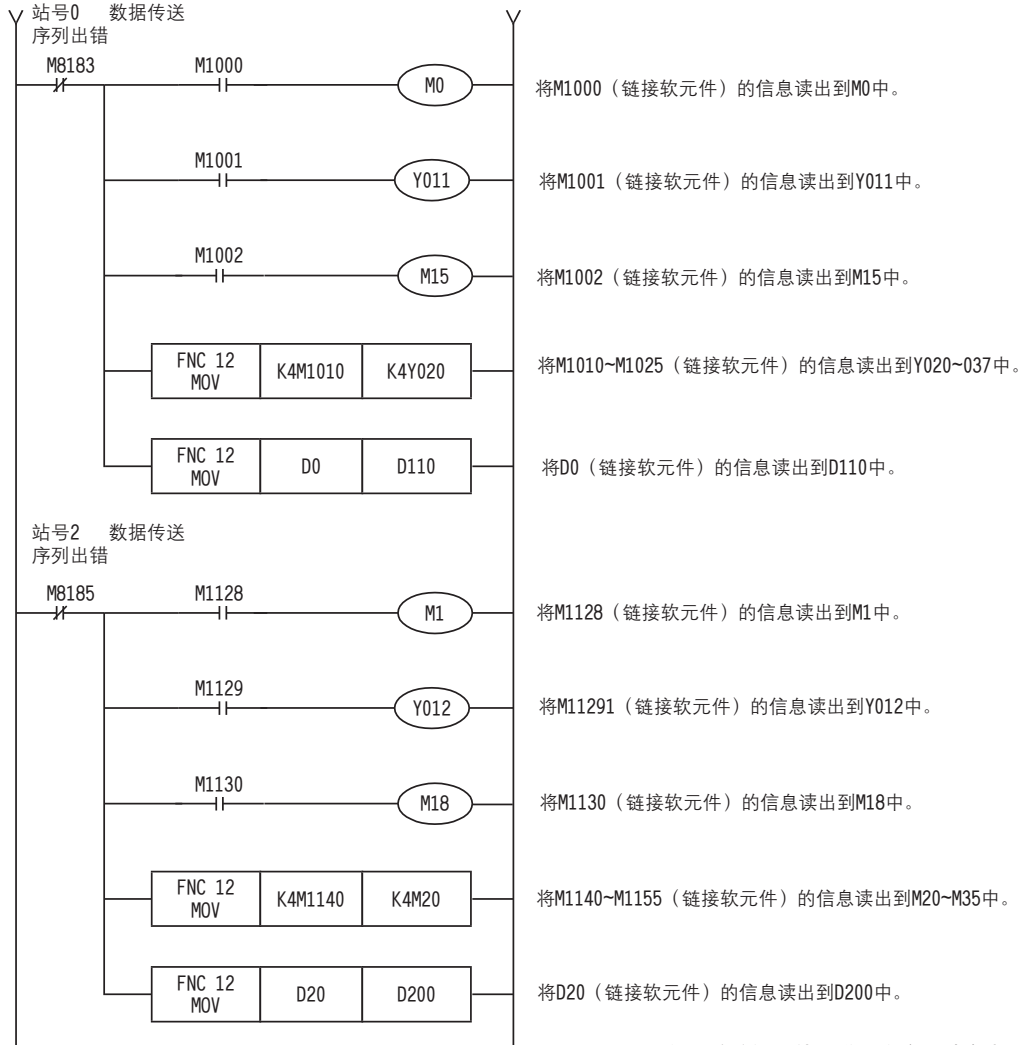 站号0 数据传送
序列出错
M8183 M1000
M0 将M1000（链接软元件）的信息读出到M0中。
M1001
Y011 将M1001（链接软元件）的信息读出到Y011中。
M1002
M15 将M1002（链接软元件）的信息读出到M15中。
FNC 12
MOV K4M1010 K4Y020 将M1010~M1025（链接软元件）的信息读出到Y020~037中。
FNC 12
MOV D0 D110 将D0（链接软元件）的信息读出到D110中。
站号2 数据传送
序列出错
M8185 M1128
M1 将M1128（链接软元件）的信息读出到M1中。
M1129
Y012 将M11291（链接软元件）的信息读出到Y012中。
M1130
M18 将M1130（链接软元件）的信息读出到M18中。
FNC 12
MOV K4M1140 K4M20 将M1140~M1155（链接软元件）的信息读出到M20~M35中。
FNC 12
MOV D20 D200 将D20（链接软元件）的信息读出到D200中。